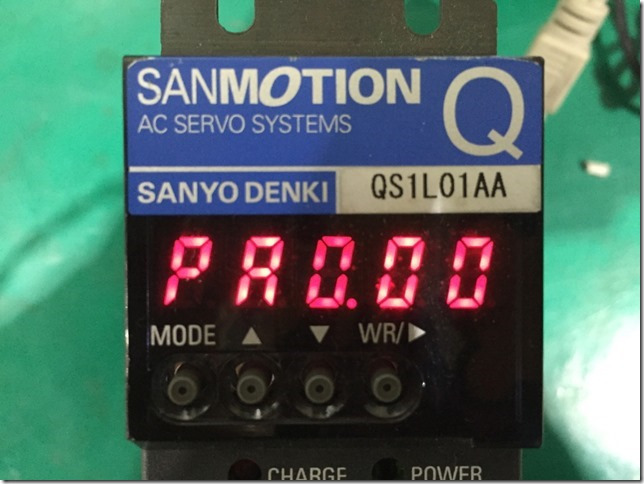 SANMOTION Q
AC SERVO SYSTEMS
SANYO DENKI QS1L01AA
PA0.00
MODE ▲ ▼ WR/▶
CHARGE POWER